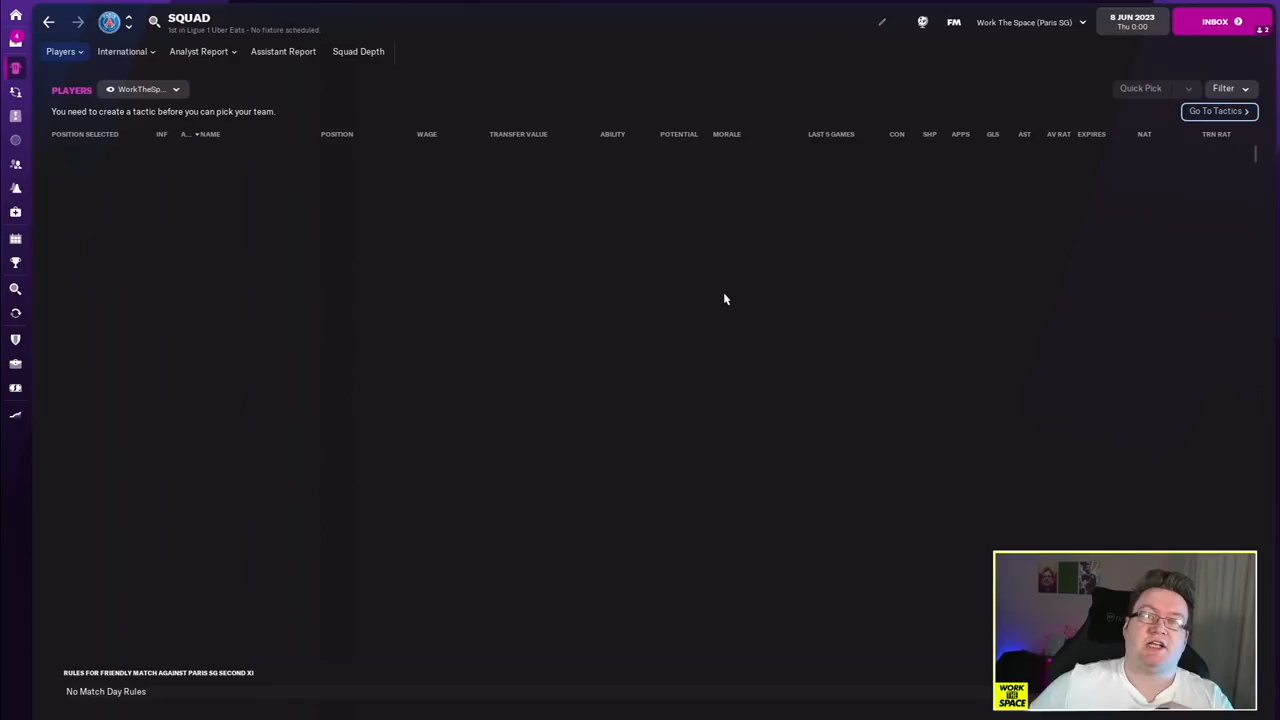 SQUAD
1st in Ligue 1 Uber Eats - No fixture scheduled.
FM
Work The Space (Paris SG)
8 JUN 2023
Thu 0:00
INBOX
2
4
Players
International
Analyst Report
Assistant Report
Squad Depth
PLAYERS
WorkTheSp...
Quick Pick
Filter
You need to create a tactic before you can pick your team.
Go To Tactics >
POSITION SELECTED INF A... NAME POSITION WAGE TRANSFER VALUE ABILITY POTENTIAL MORALE LAST 5 GAMES CON SHP APPS GLS AST AV RAT EXPIRES NAT TRN RAT
RULES FOR FRIENDLY MATCH AGAINST PARIS SG SECOND XI
No Match Day Rules
WORK
THE
SPACE